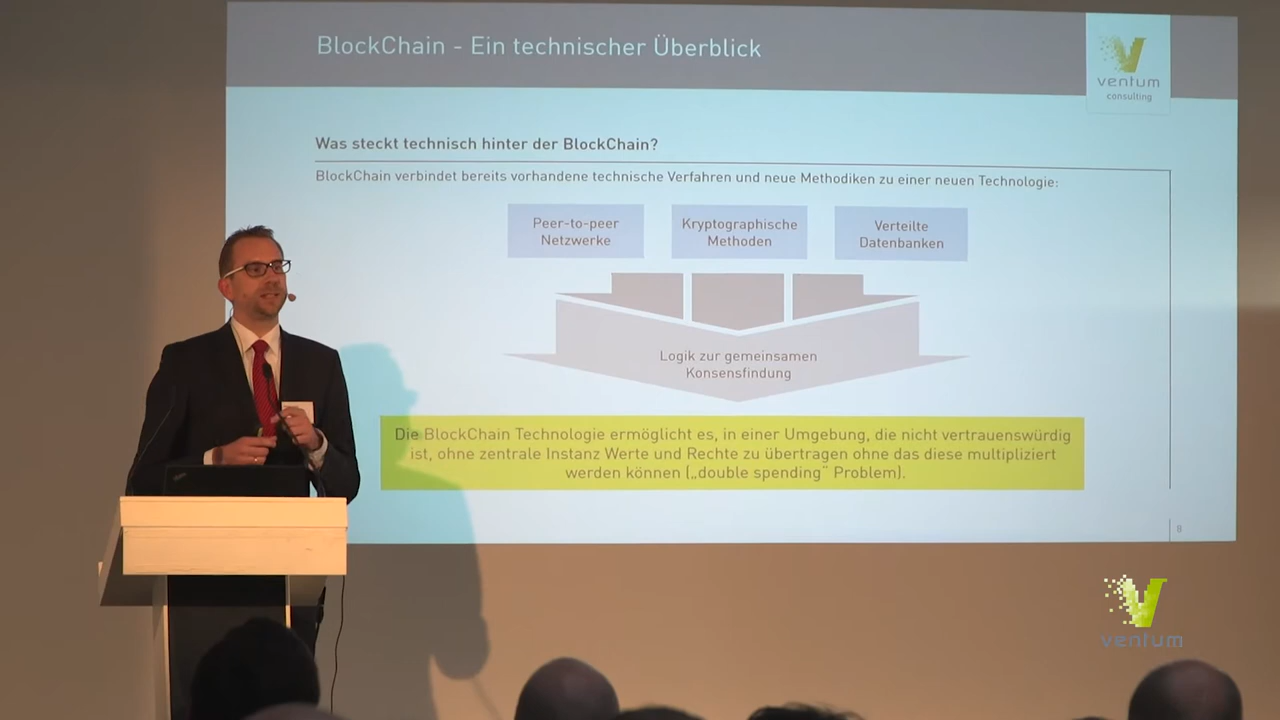 BlockChain - Ein technischer Überblick
ventum
consulting
Was steckt technisch hinter der BlockChain?
BlockChain verbindet bereits vorhandene technische Verfahren und neue Methodiken zu einer neuen Technologie:
Peer-to-peer
Netzwerke
Kryptographische
Methoden
Verteilte
Datenbanken
Logik zur gemeinsamen
Konsensfindung
Die BlockChain Technologie ermöglicht es, in einer Umgebung, die nicht vertrauenswürdig
ist, ohne zentrale Instanz Werte und Rechte zu übertragen ohne das diese multipliziert
werden können („double spending“ Problem).
8
ventum